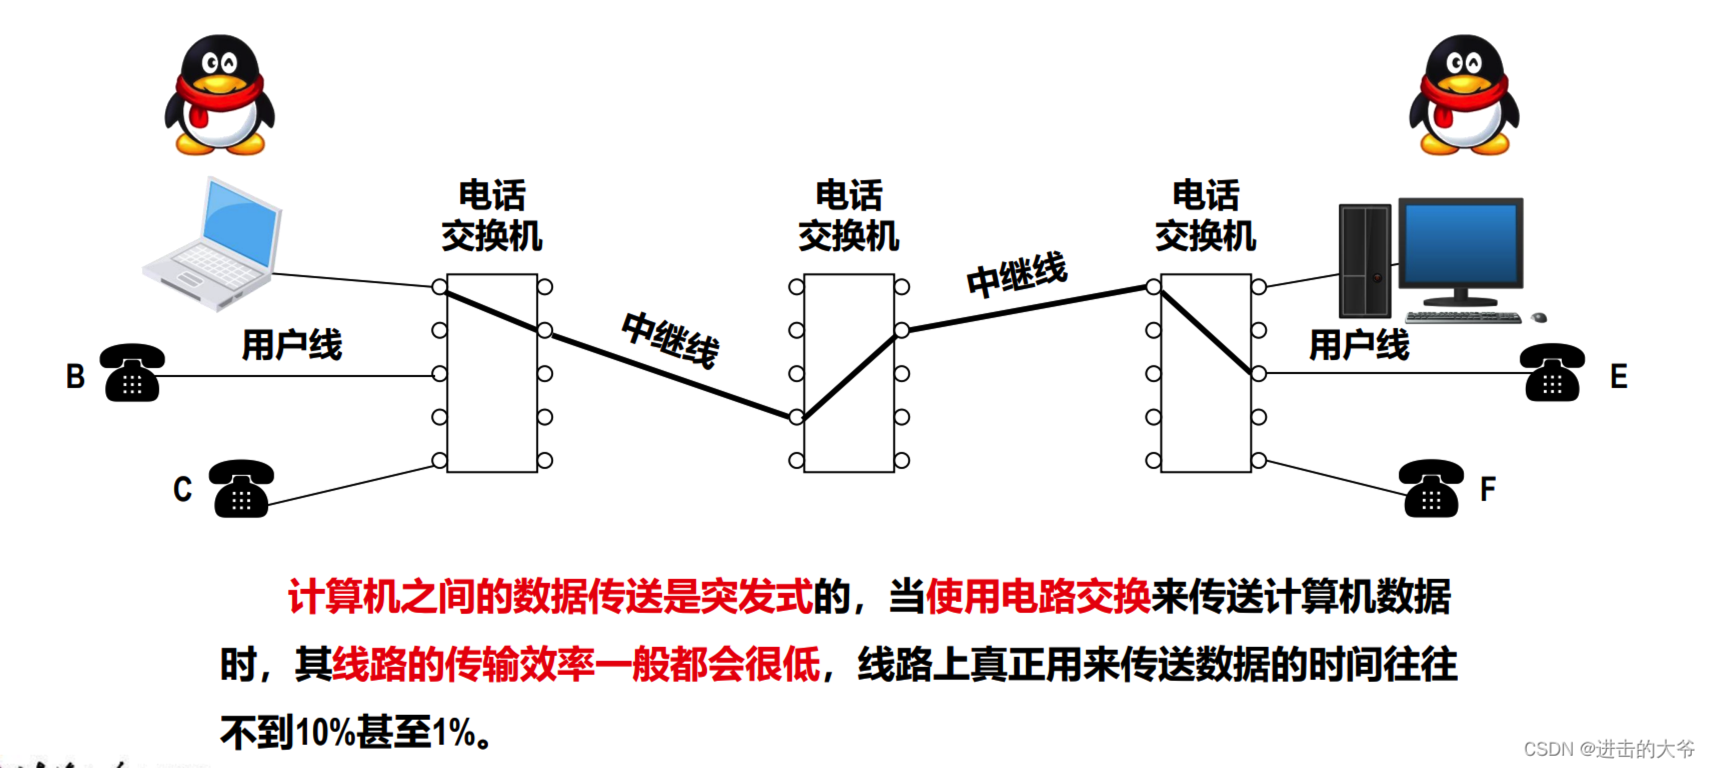 电话
交换机
电话
交换机
电话
交换机
中继线
中继线
用户线
用户线
B
E
C
F
计算机之间的数据传送是突发式的，当使用电路交换来传送计算机数据
时，其线路的传输效率一般都会很低，线路上真正用来传送数据的时间往往
不到10%甚至1%。
CSDN @进击的大爷